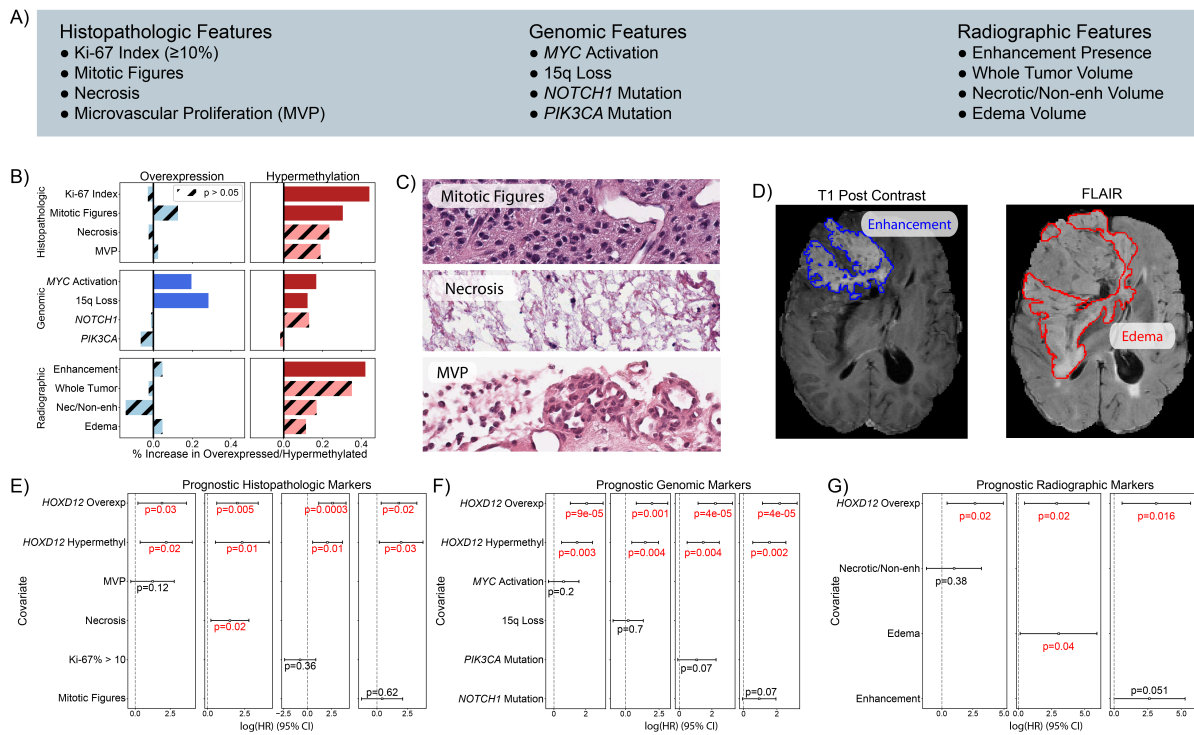 A)
Histopathologic Features
● Ki-67 Index (≥10%)
● Mitotic Figures
● Necrosis
● Microvascular Proliferation (MVP)
Genomic Features
● MYC Activation
● 15q Loss
● NOTCH1 Mutation
● PIK3CA Mutation
Radiographic Features
● Enhancement Presence
● Whole Tumor Volume
● Necrotic/Non-enh Volume
● Edema Volume
B)
Overexpression
Hypermethylation
p > 0.05
Histopathologic
Ki-67 Index
Mitotic Figures
Necrosis
MVP
Genomic
MYC Activation
15q Loss
NOTCH1
PIK3CA
Radiographic
Enhancement
Whole Tumor
Nec/Non-enh
Edema
0.0 0.2 0.4 0.0 0.2 0.4
% Increase in Overexpressed/Hypermethylated
C)
Mitotic Figures
Necrosis
MVP
D)
T1 Post Contrast
Enhancement
FLAIR
Edema
E)
Prognostic Histopathologic Markers
Covariate
HOXD12 Overexp
p=0.03 p=0.005 p=0.0003 p=0.02
HOXD12 Hypermethyl
p=0.02 p=0.01 p=0.01 p=0.03
MVP
p=0.12
Necrosis
p=0.02
Ki-67% > 10
p=0.36
Mitotic Figures
p=0.62
0.0 2.5 0.0 2.5 −2.5 0.0 2.5 0.0 2.5
log(HR) (95% CI)
F)
Prognostic Genomic Markers
Covariate
HOXD12 Overexp
p=9e-05 p=0.001 p=4e-05 p=4e-05
HOXD12 Hypermethyl
p=0.003 p=0.004 p=0.004 p=0.002
MYC Activation
p=0.2
15q Loss
p=0.7
PIK3CA Mutation
p=0.07
NOTCH1 Mutation
p=0.07
0 2 0 2 0 2 0 2
log(HR) (95% CI)
G)
Prognostic Radiographic Markers
Covariate
HOXD12 Overexp
p=0.02 p=0.02 p=0.016
Necrotic/Non-enh
p=0.38
Edema
p=0.04
Enhancement
p=0.051
0.0 2.5 0.0 2.5 5.0 0.0 2.5 5.0
log(HR) (95% CI)